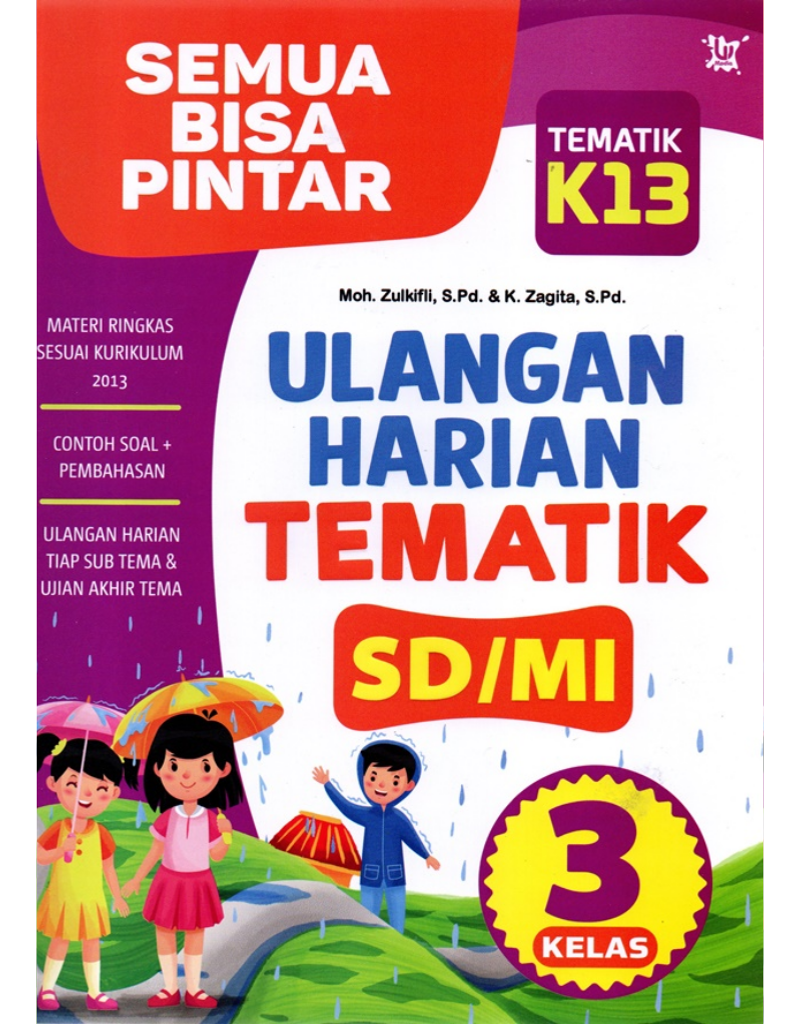 SEMUA
BISA
PINTAR
TEMATIK
K13
Moh. Zulkifli, S.Pd. & K. Zagita, S.Pd.
MATERI RINGKAS
SESUAI KURIKULUM
2013
CONTOH SOAL +
PEMBAHASAN
ULANGAN HARIAN
TIAP SUB TEMA &
UJIAN AKHIR TEMA
ULANGAN
HARIAN
TEMATIK
SD/MI
3
KELAS